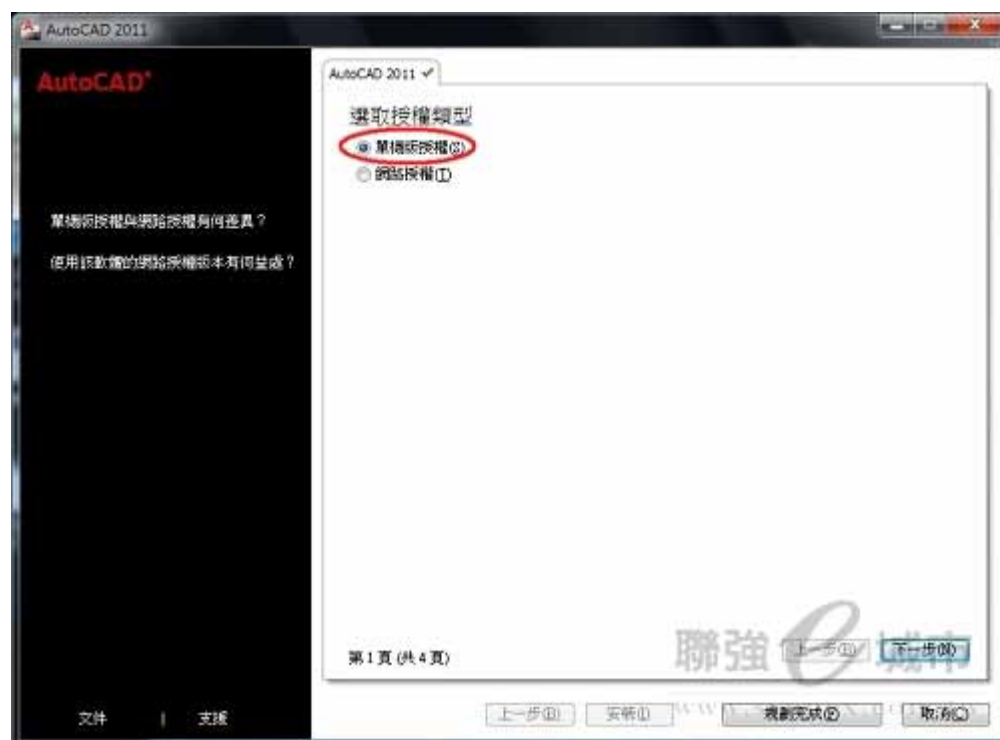 AutoCAD 2011
AutoCAD
AutoCAD 2011
選取授權類型
單機版授權(S)
網路授權(T)
單機版授權與網路授權有何差異？
使用該軟體的網路授權版本有何益處？
第 1 頁 (共 4 頁)
聯強 e 城市
上一步(B) 下一步(N)
文件 | 支援
上一步(B) 安裝(I) 規劃完成(F) 取消(C)